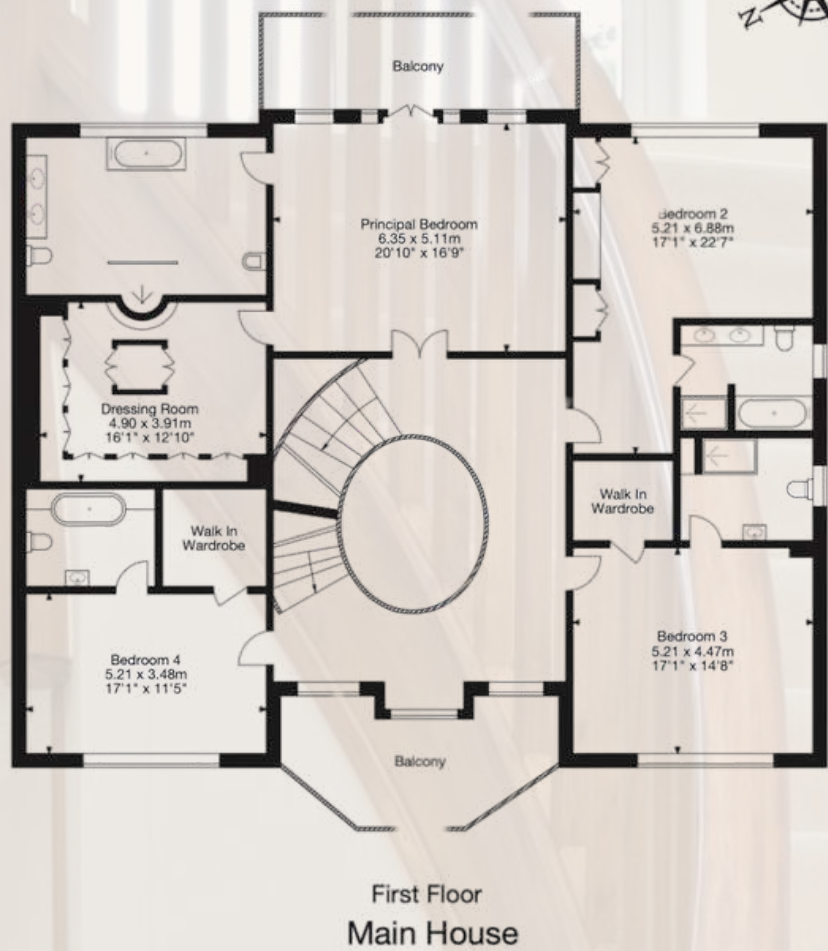 N
Balcony
Principal Bedroom
6.35 x 5.11m
20'10" x 16'9"
Bedroom 2
5.21 x 6.88m
17'1" x 22'7"
Dressing Room
4.90 x 3.91m
16'1" x 12'10"
Walk In
Wardrobe
Walk In
Wardrobe
Bedroom 4
5.21 x 3.48m
17'1" x 11'5"
Bedroom 3
5.21 x 4.47m
17'1" x 14'8"
Balcony
First Floor
Main House